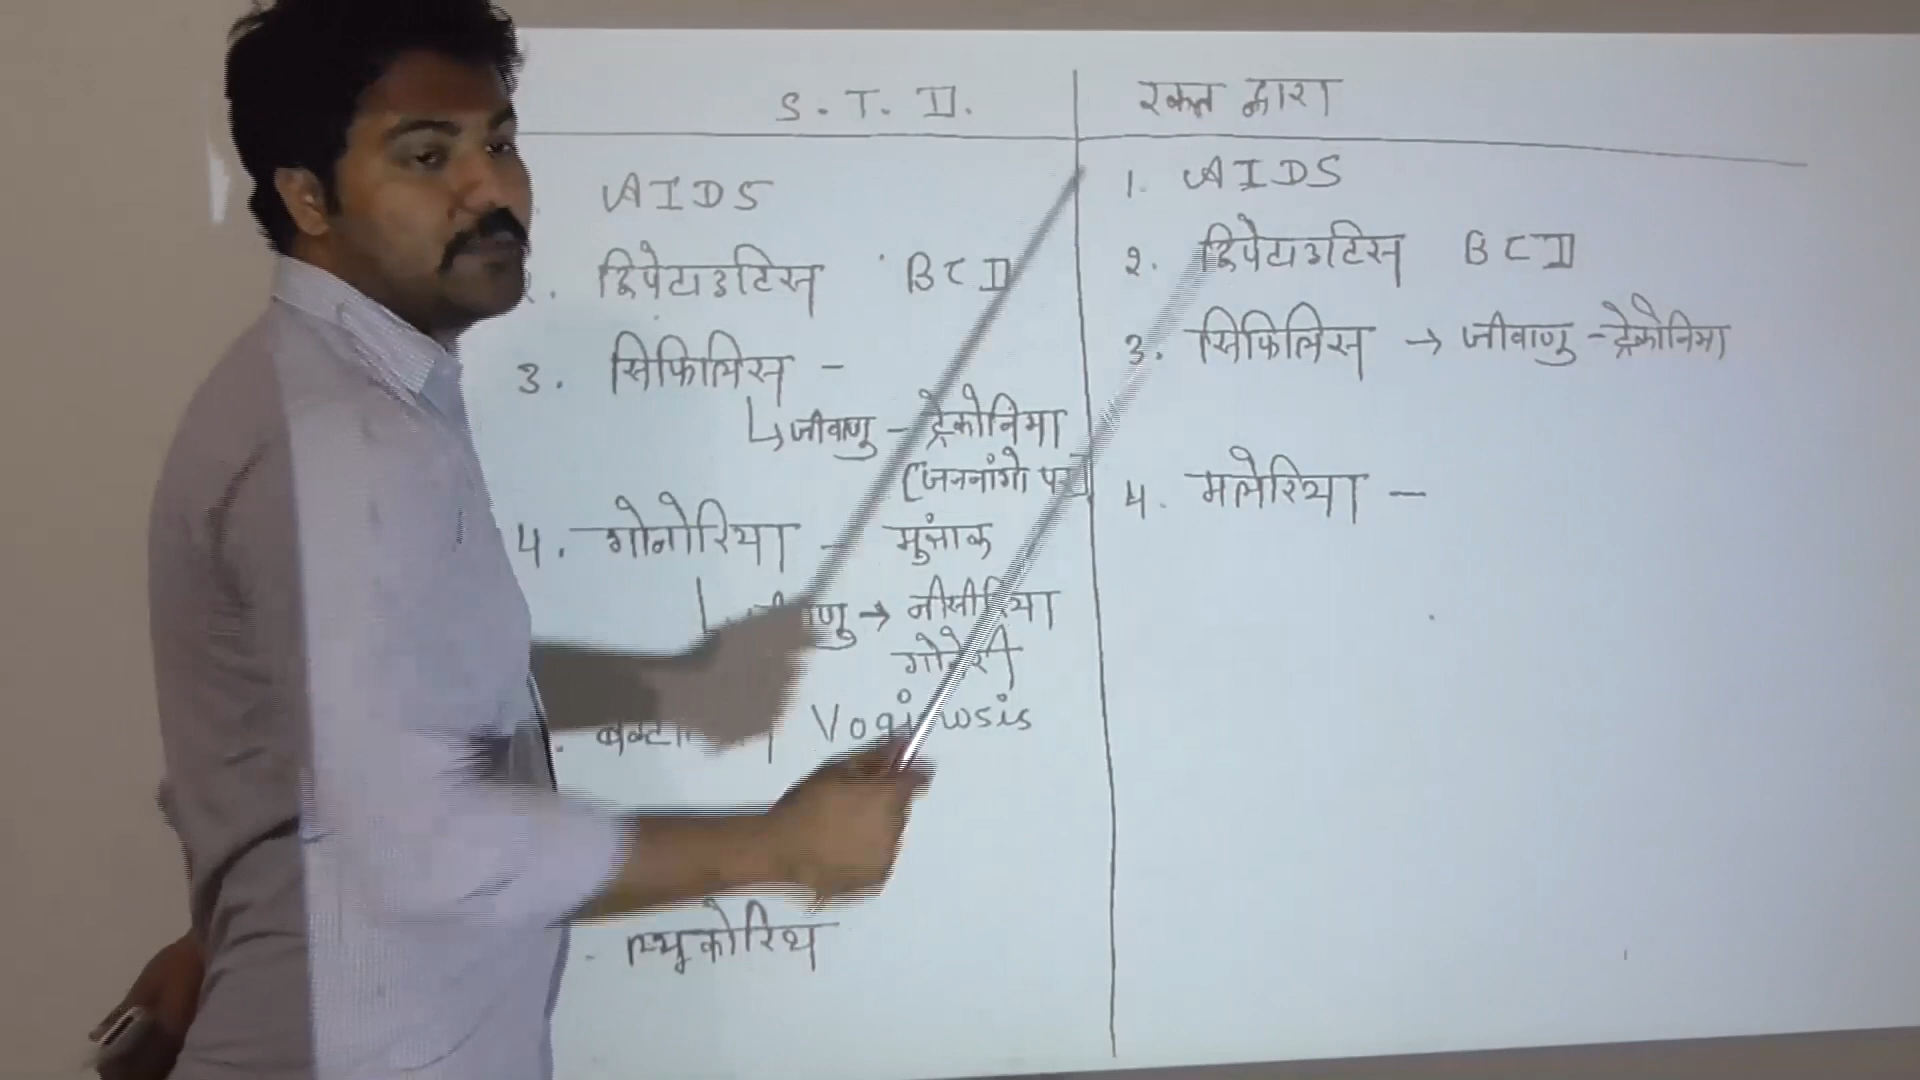 S. T. D.
AIDS
हिपेटाइटिस B C D
3. सिफिलिस -
↳ जीवाणु - ट्रेकोनिमा
(जननांगो पर
4. गोनोरिया -
→ नीसीरिया
Vaginosis
ल्यूकोरिया
रक्त द्वारा
1. AIDS
2. हिपेटाइटिस B C D
3. सिफिलिस → जीवाणु - ट्रेकोनिमा
4. मलेरिया -